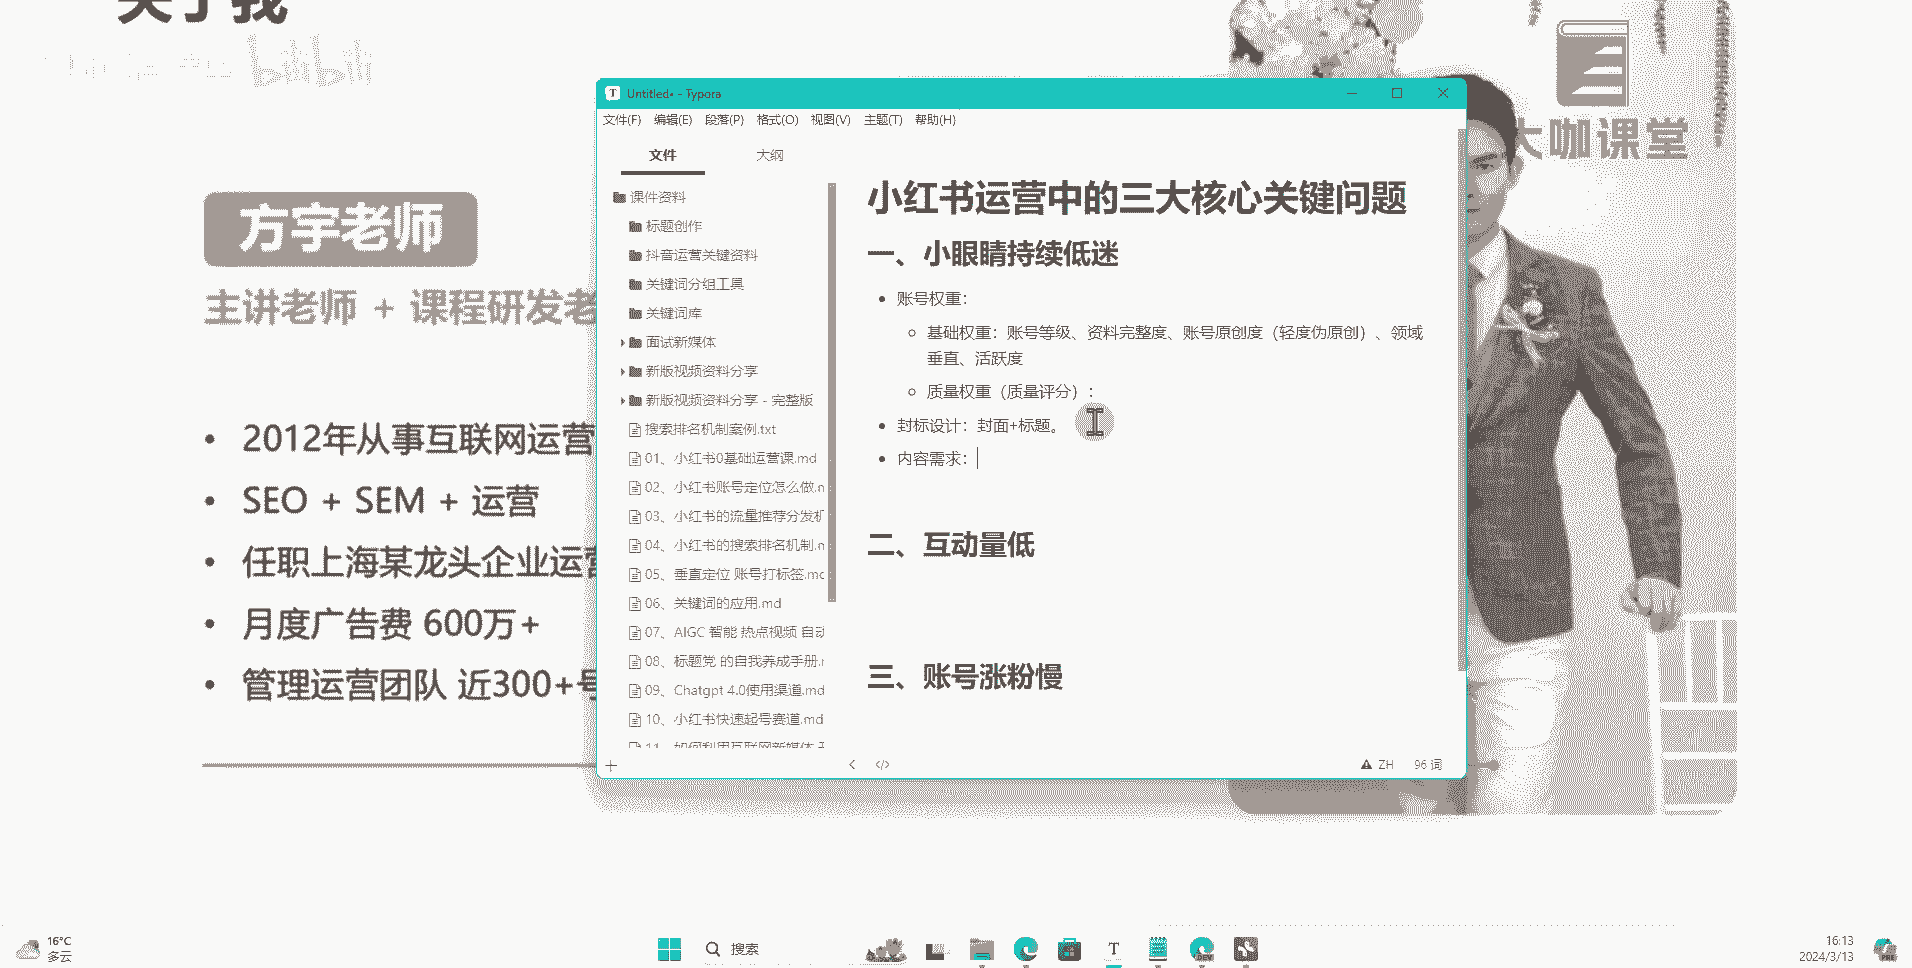 关于我
bilibili
方宇老师
主讲老师 + 课程研发老
2012年从事互联网运营
SEO + SEM + 运营
任职上海某龙头企业运营
月度广告费 600万+
管理运营团队 近300+号
大咖课堂
Untitled• - Typora
文件(F) 编辑(E) 段落(P) 格式(O) 视图(V) 主题(T) 帮助(H)
文件 大纲
课件资料
标题创作
抖音运营关键资料
关键词分组工具
关键词库
面试新媒体
新版视频资料分享
新版视频资料分享 - 完整版
搜索排名机制案例.txt
01、小红书0基础运营课.md
02、小红书账号定位怎么做.m
03、小红书的流量推荐分发机
04、小红书的搜索排名机制.m
05、垂直定位 账号打标签.mc
06、关键词的应用.md
07、AIGC 智能 热点视频 自动
08、标题党 的自我养成手册.r
09、Chatgpt 4.0使用渠道.md
10、小红书快速起号赛道.md
11、如何利用互联网新媒体
小红书运营中的三大核心关键问题
一、小眼睛持续低迷
账号权重：
基础权重：账号等级、资料完整度、账号原创度（轻度伪原创）、领域
垂直、活跃度
质量权重（质量评分）：
封标设计：封面+标题。
内容需求：
二、互动量低
三、账号涨粉慢
ZH 96 词
16°C
多云
搜索
16:13
2024/3/13